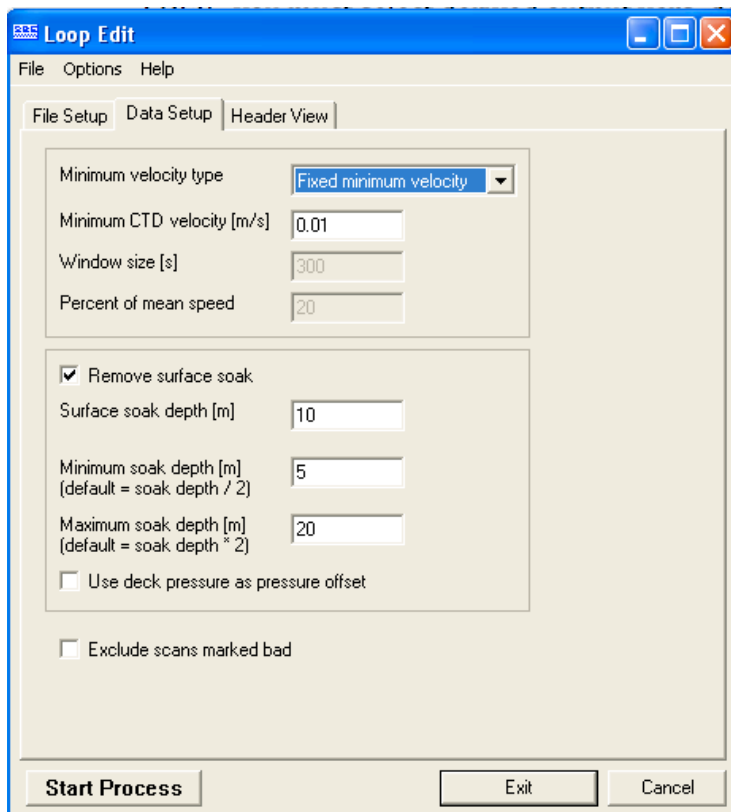 Loop Edit
File Options Help
File Setup Data Setup Header View
Minimum velocity type Fixed minimum velocity
Minimum CTD velocity [m/s] 0.01
Window size [s] 300
Percent of mean speed 20
Remove surface soak
Surface soak depth [m] 10
Minimum soak depth [m] 5
(default = soak depth / 2)
Maximum soak depth [m] 20
(default = soak depth * 2)
Use deck pressure as pressure offset
Exclude scans marked bad
Start Process Exit Cancel